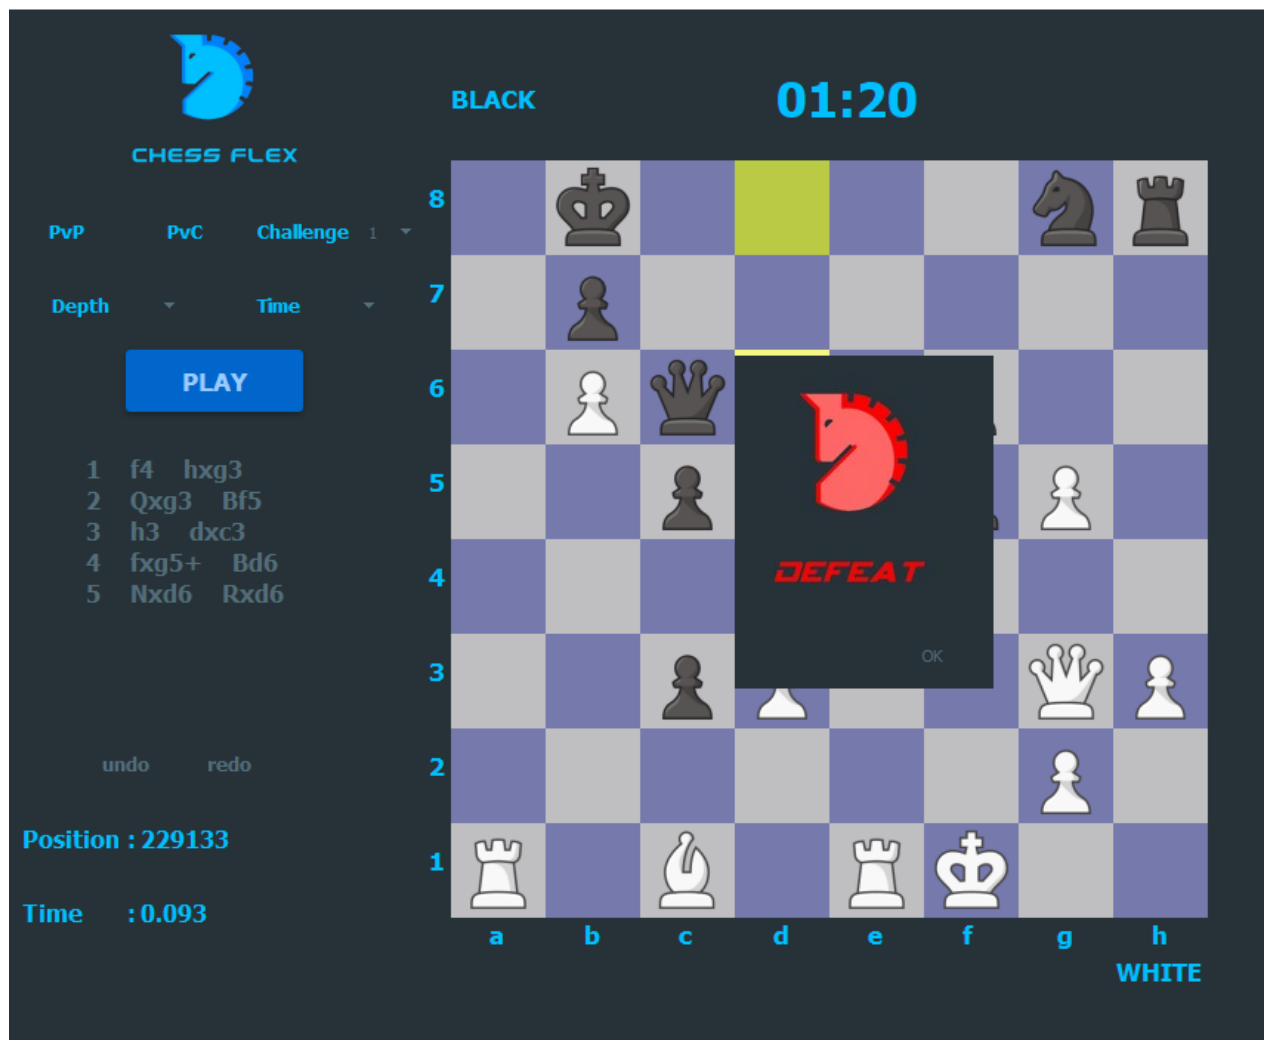 BLACK 01:20
CHESS FLEX
PvP PvC Challenge 1
Depth Time
PLAY
1 f4 hxg3
2 Qxg3 Bf5
3 h3 dxc3
4 fxg5+ Bd6
5 Nxd6 Rxd6
undo redo
Position : 229133
Time : 0.093
8
7
6
5
4
3
2
1
DEFEAT
OK
a b c d e f g h
WHITE